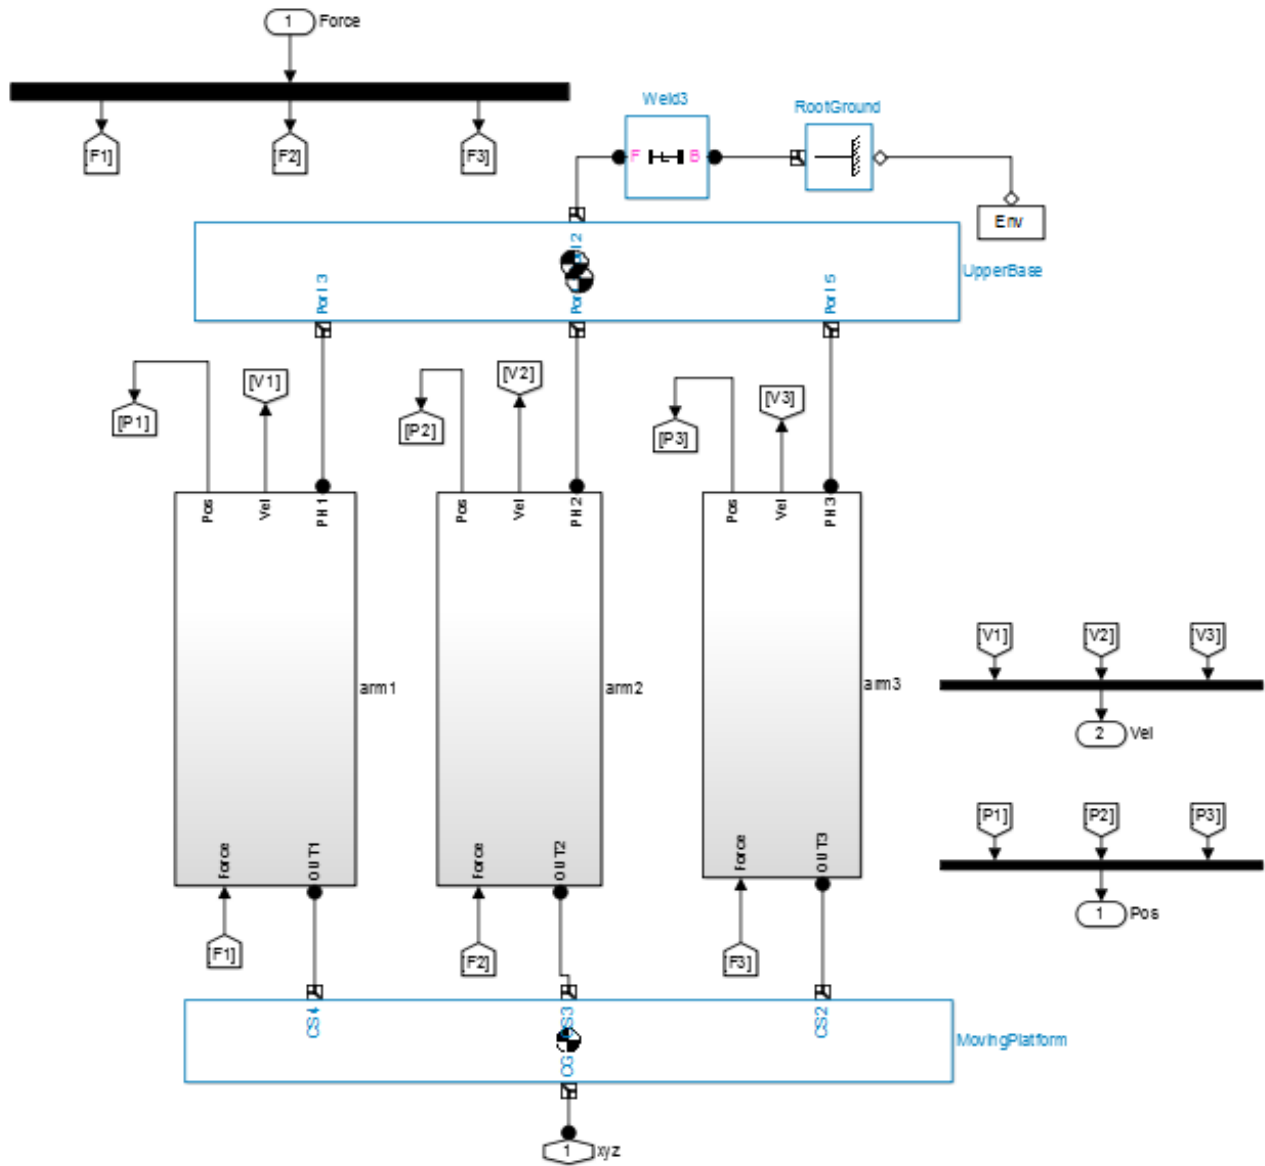 1 Force
[F1] [F2] [F3]
Weld3
RootGround
F B
Env
UpperBase
Port3 Port5
[P1] [V1] [P2] [V2] [P3] [V3]
Pos Vel PH1 Pos Vel PH2 Pos Vel PH3
arm1 arm2 arm3
[V1] [V2] [V3]
2 Vel
[P1] [P2] [P3]
1 Pos
Force OUT1 Force OUT2 Force OUT3
[F1] [F2] [F3]
CS4 CG CS2
MovingPlatform
1 xyz